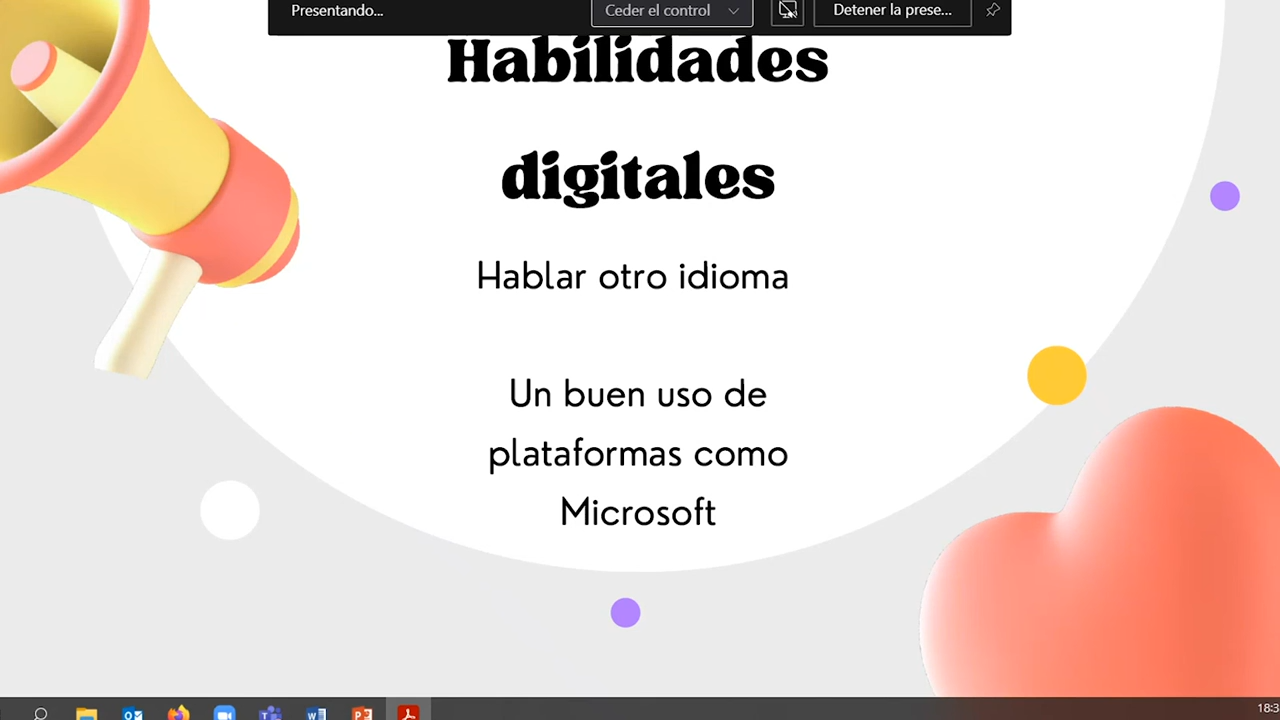 Presentando...
Ceder el control
Detener la prese...
Habilidades
digitales
Hablar otro idioma
Un buen uso de
plataformas como
Microsoft
18:3